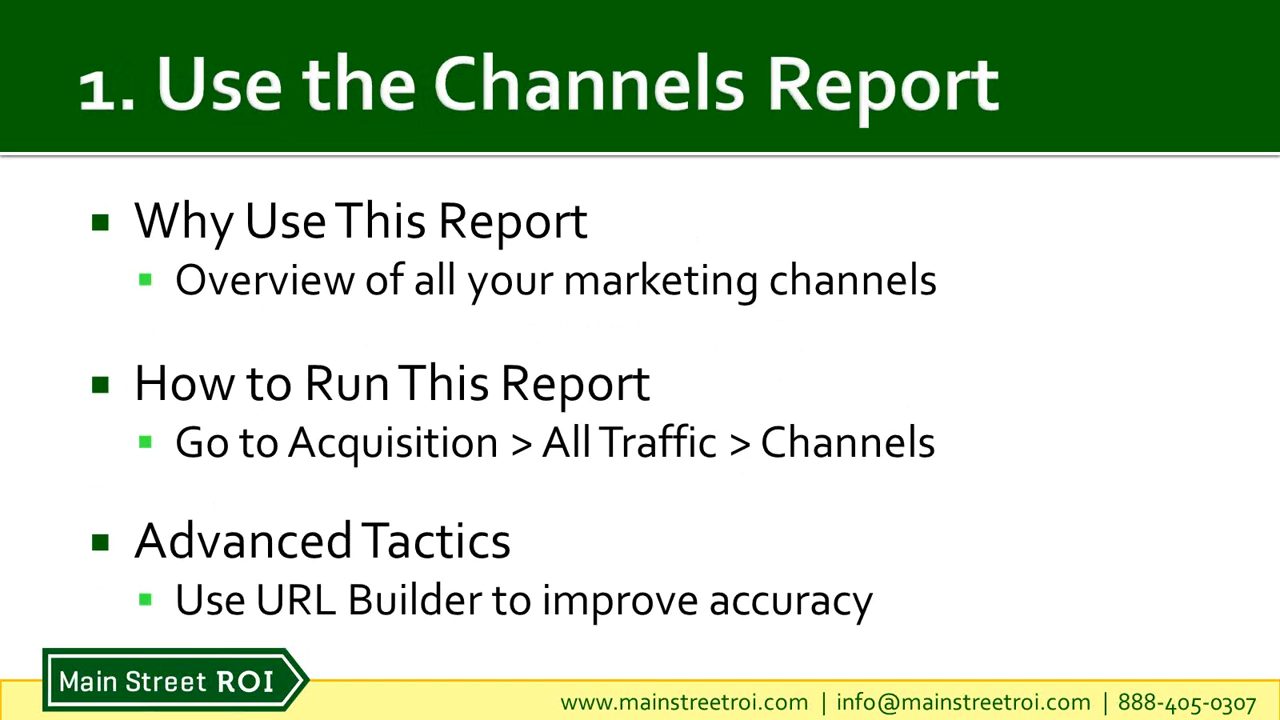 1. Use the Channels Report
Why Use This Report
Overview of all your marketing channels
How to Run This Report
Go to Acquisition > All Traffic > Channels
Advanced Tactics
Use URL Builder to improve accuracy
Main Street ROI
www.mainstreetroi.com | info@mainstreetroi.com | 888-405-0307